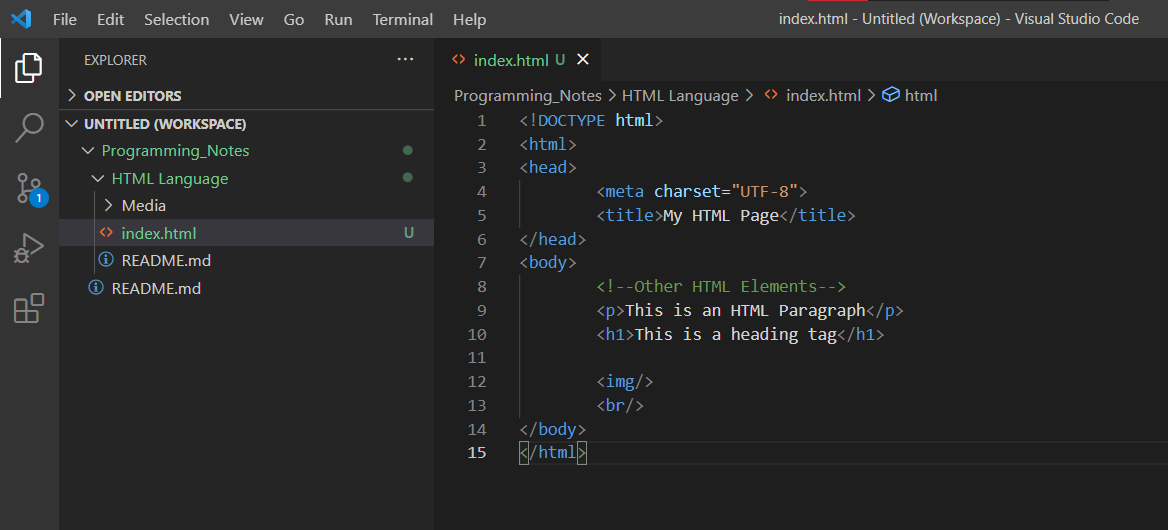 File Edit Selection View Go Run Terminal Help index.html - Untitled (Workspace) - Visual Studio Code
EXPLORER ...
OPEN EDITORS
UNTITLED (WORKSPACE)
Programming_Notes
HTML Language
Media
index.html U
README.md
README.md
1
index.html U
Programming_Notes > HTML Language > index.html > html
1 <!DOCTYPE html>
2 <html>
3 <head>
4 <meta charset="UTF-8">
5 <title>My HTML Page</title>
6 </head>
7 <body>
8 <!--Other HTML Elements-->
9 <p>This is an HTML Paragraph</p>
10 <h1>This is a heading tag</h1>
11
12 <img/>
13 <br/>
14 </body>
15 </html>